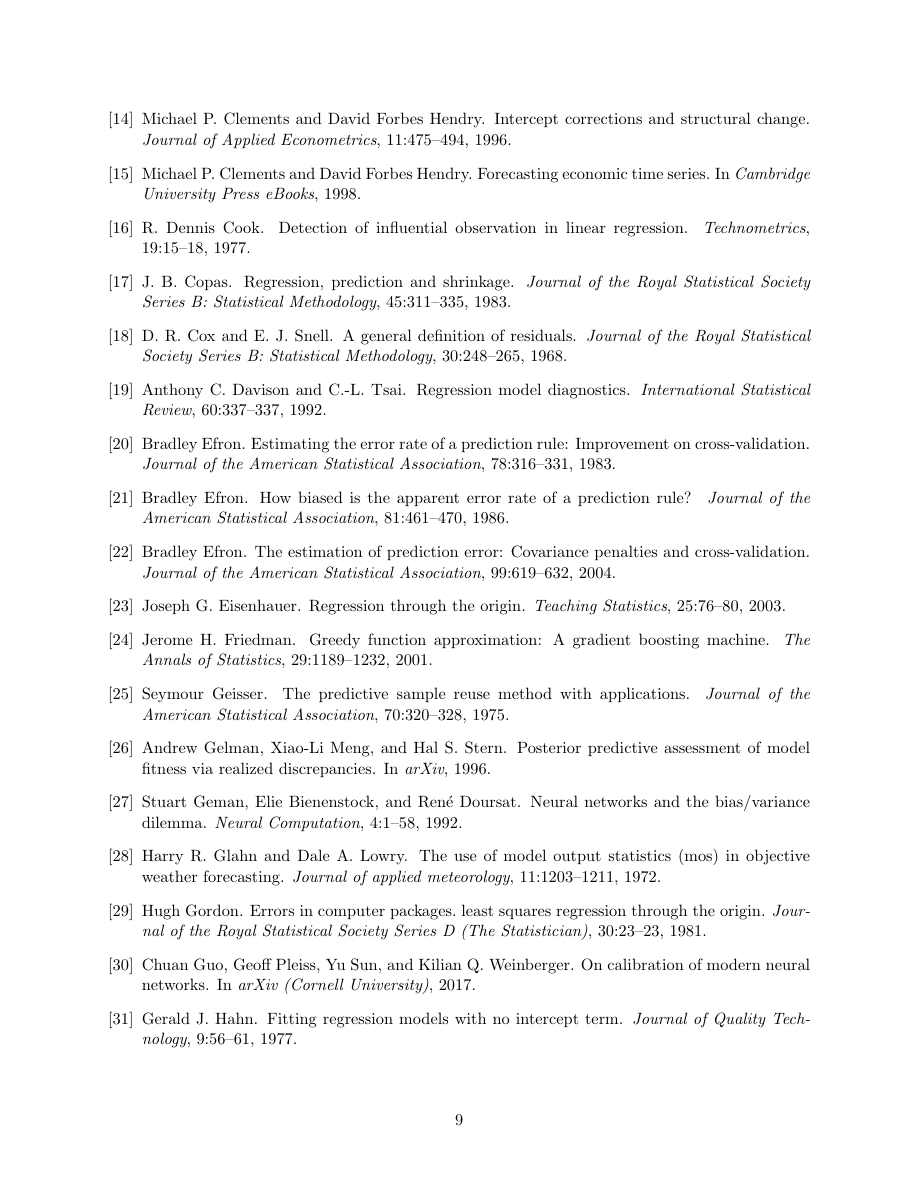 [14] Michael P. Clements and David Forbes Hendry. Intercept corrections and structural change.
Journal of Applied Econometrics, 11:475–494, 1996.
[15] Michael P. Clements and David Forbes Hendry. Forecasting economic time series. In Cambridge
University Press eBooks, 1998.
[16] R. Dennis Cook. Detection of influential observation in linear regression. Technometrics,
19:15–18, 1977.
[17] J. B. Copas. Regression, prediction and shrinkage. Journal of the Royal Statistical Society
Series B: Statistical Methodology, 45:311–335, 1983.
[18] D. R. Cox and E. J. Snell. A general definition of residuals. Journal of the Royal Statistical
Society Series B: Statistical Methodology, 30:248–265, 1968.
[19] Anthony C. Davison and C.-L. Tsai. Regression model diagnostics. International Statistical
Review, 60:337–337, 1992.
[20] Bradley Efron. Estimating the error rate of a prediction rule: Improvement on cross-validation.
Journal of the American Statistical Association, 78:316–331, 1983.
[21] Bradley Efron. How biased is the apparent error rate of a prediction rule? Journal of the
American Statistical Association, 81:461–470, 1986.
[22] Bradley Efron. The estimation of prediction error: Covariance penalties and cross-validation.
Journal of the American Statistical Association, 99:619–632, 2004.
[23] Joseph G. Eisenhauer. Regression through the origin. Teaching Statistics, 25:76–80, 2003.
[24] Jerome H. Friedman. Greedy function approximation: A gradient boosting machine. The
Annals of Statistics, 29:1189–1232, 2001.
[25] Seymour Geisser. The predictive sample reuse method with applications. Journal of the
American Statistical Association, 70:320–328, 1975.
[26] Andrew Gelman, Xiao-Li Meng, and Hal S. Stern. Posterior predictive assessment of model
fitness via realized discrepancies. In arXiv, 1996.
[27] Stuart Geman, Elie Bienenstock, and René Doursat. Neural networks and the bias/variance
dilemma. Neural Computation, 4:1–58, 1992.
[28] Harry R. Glahn and Dale A. Lowry. The use of model output statistics (mos) in objective
weather forecasting. Journal of applied meteorology, 11:1203–1211, 1972.
[29] Hugh Gordon. Errors in computer packages. least squares regression through the origin. Jour-
nal of the Royal Statistical Society Series D (The Statistician), 30:23–23, 1981.
[30] Chuan Guo, Geoff Pleiss, Yu Sun, and Kilian Q. Weinberger. On calibration of modern neural
networks. In arXiv (Cornell University), 2017.
[31] Gerald J. Hahn. Fitting regression models with no intercept term. Journal of Quality Tech-
nology, 9:56–61, 1977.
9